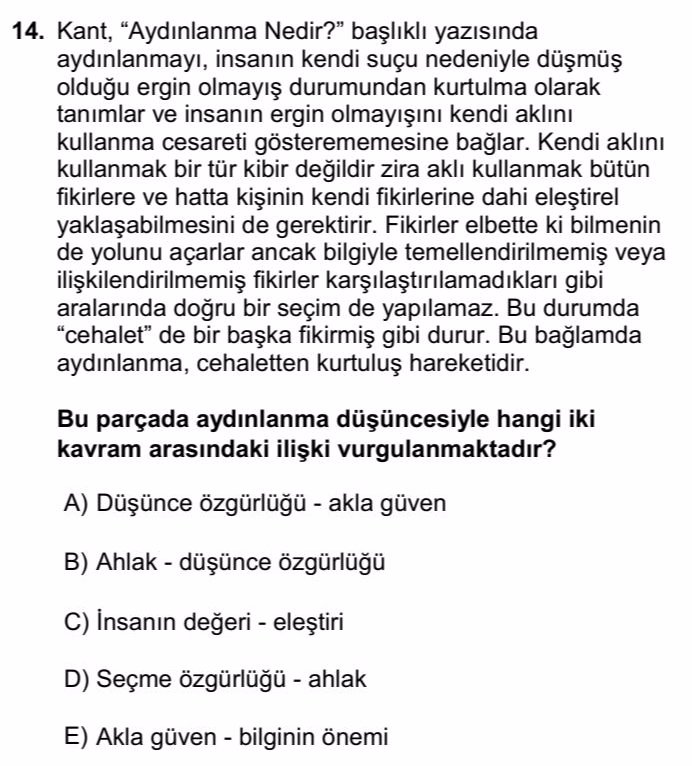 14. Kant, “Aydınlanma Nedir?” başlıklı yazısında
aydınlanmayı, insanın kendi suçu nedeniyle düşmüş
olduğu ergin olmayış durumundan kurtulma olarak
tanımlar ve insanın ergin olmayışını kendi aklını
kullanma cesareti gösterememesine bağlar. Kendi aklını
kullanmak bir tür kibir değildir zira aklı kullanmak bütün
fikirlere ve hatta kişinin kendi fikirlerine dahi eleştirel
yaklaşabilmesini de gerektirir. Fikirler elbette ki bilmenin
de yolunu açarlar ancak bilgiyle temellendirilmemiş veya
ilişkilendirilmemiş fikirler karşılaştırılamadıkları gibi
aralarında doğru bir seçim de yapılamaz. Bu durumda
“cehalet” de bir başka fikirmiş gibi durur. Bu bağlamda
aydınlanma, cehaletten kurtuluş hareketidir.
Bu parçada aydınlanma düşüncesiyle hangi iki
kavram arasındaki ilişki vurgulanmaktadır?
A) Düşünce özgürlüğü - akla güven
B) Ahlak - düşünce özgürlüğü
C) İnsanın değeri - eleştiri
D) Seçme özgürlüğü - ahlak
E) Akla güven - bilginin önemi